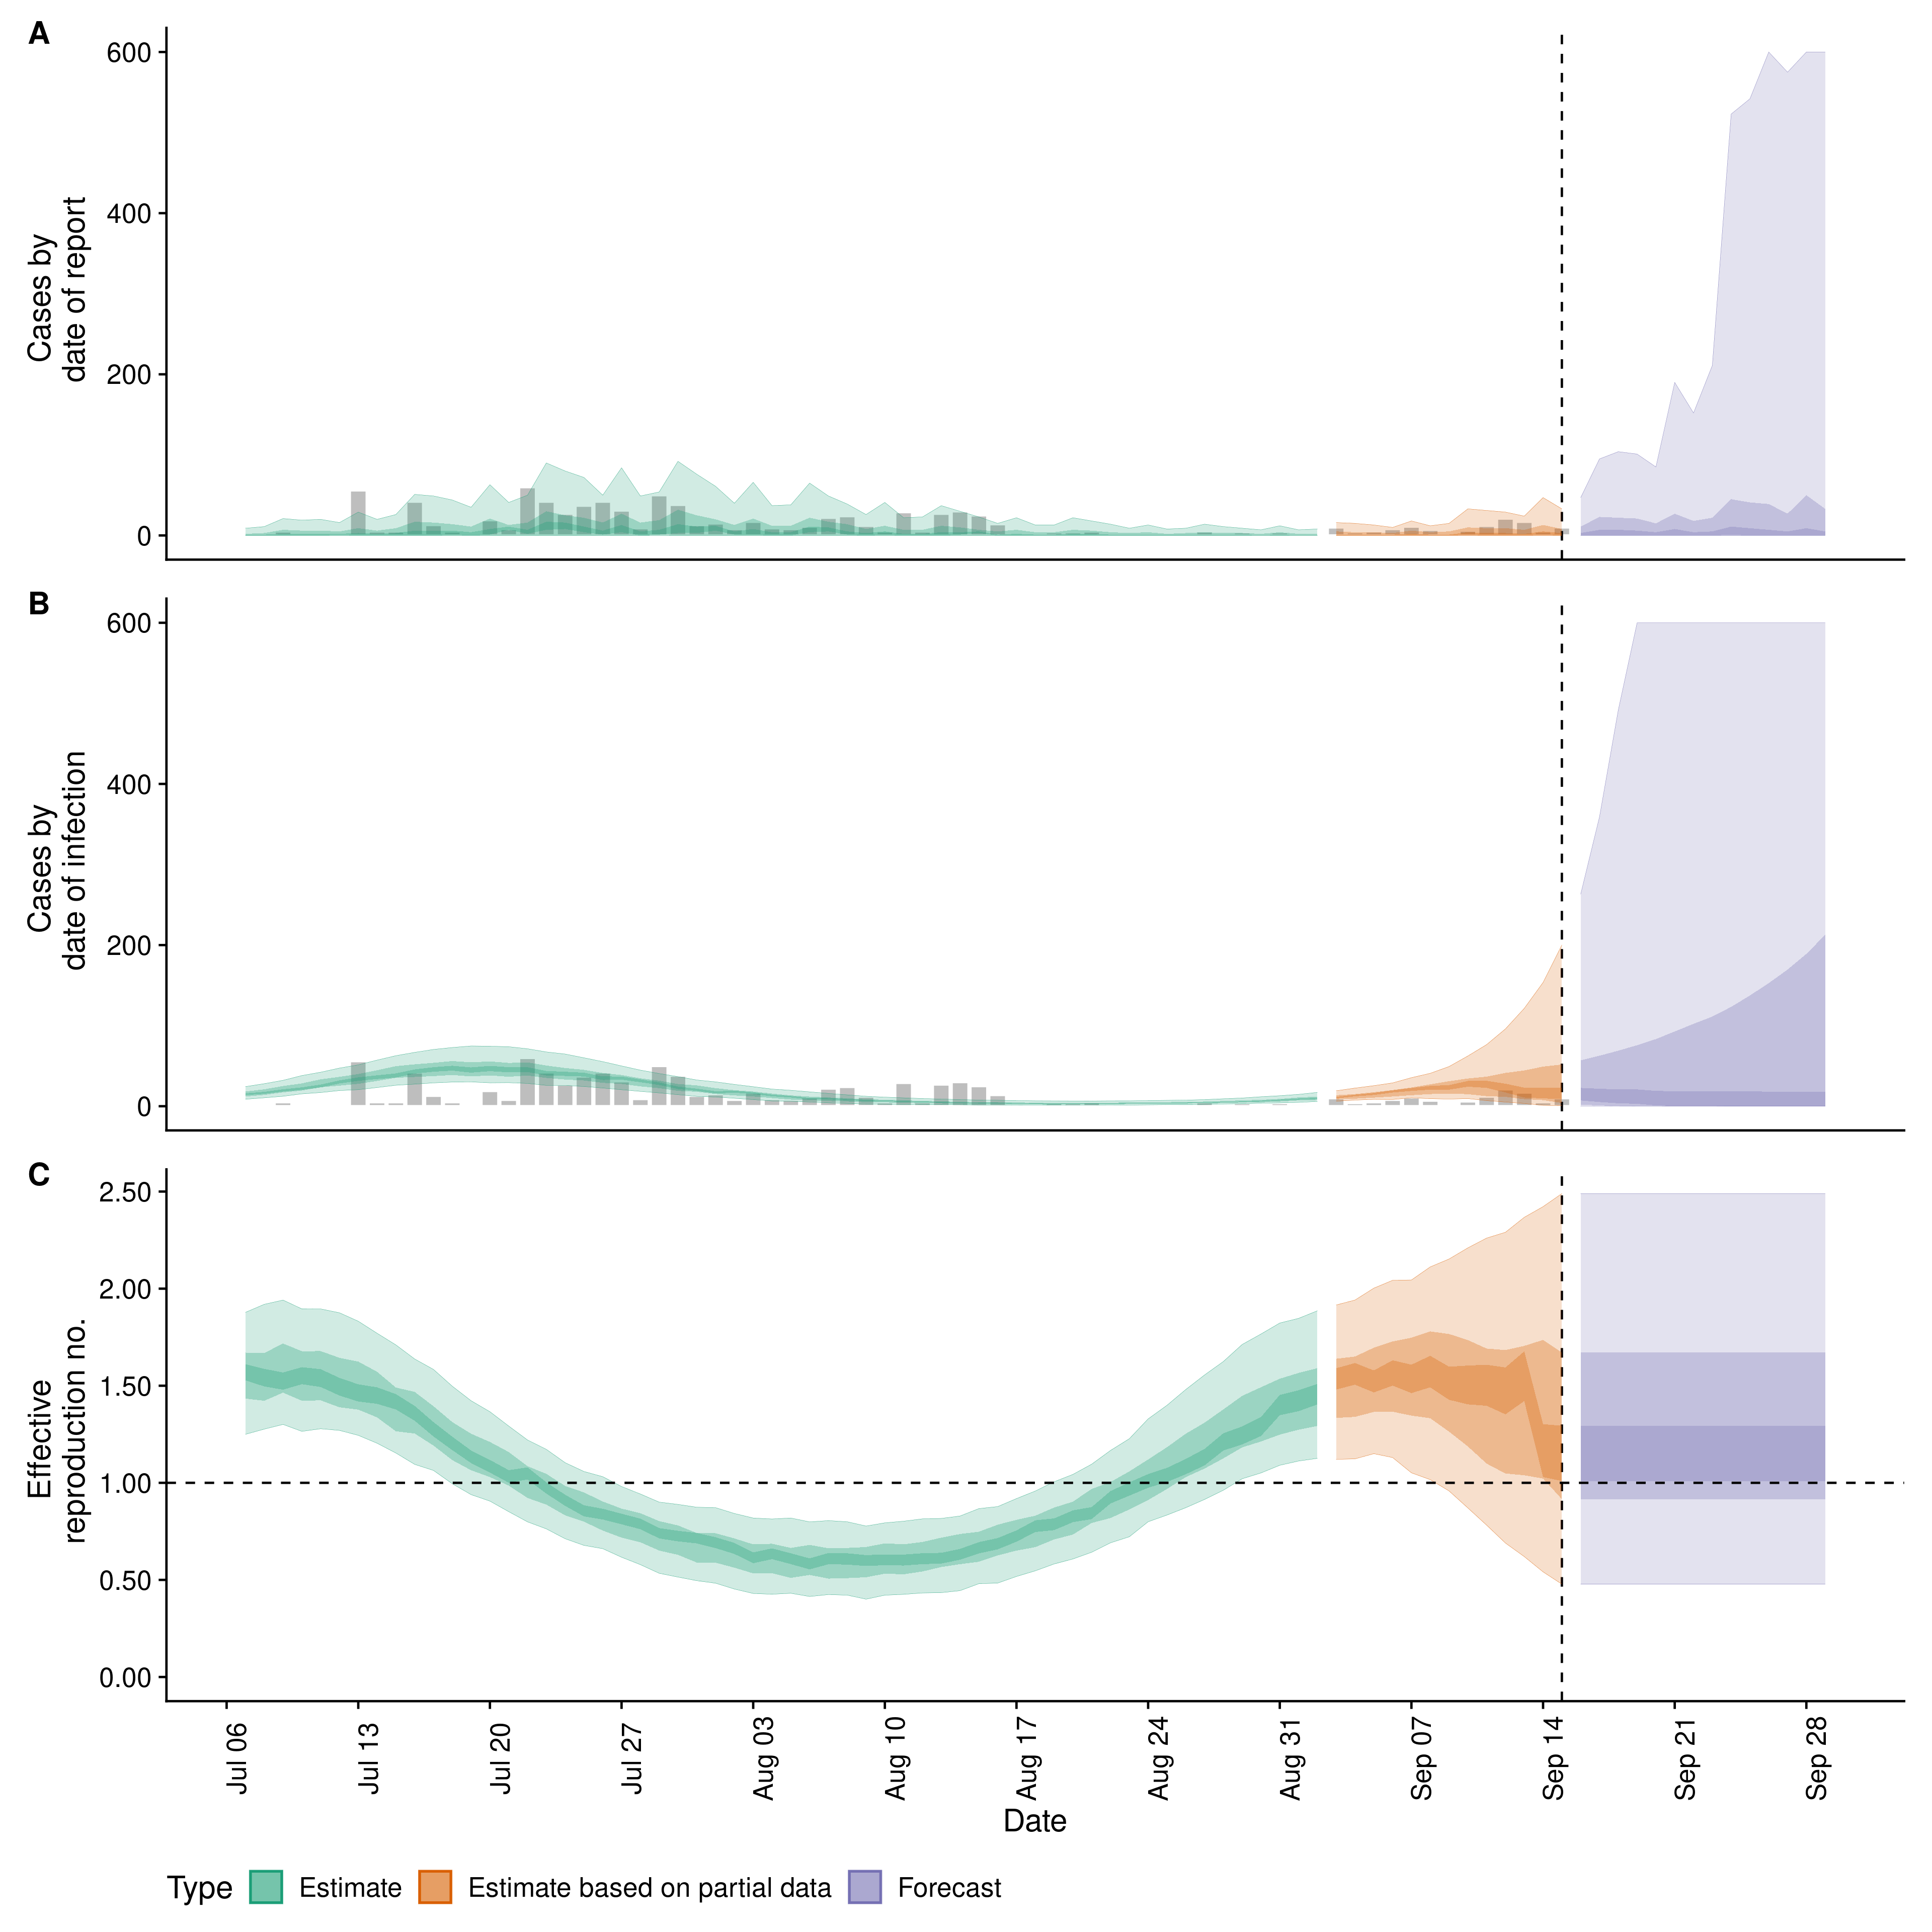 A
600
400
200
0
Cases by
date of report
B
600
400
200
0
Cases by
date of infection
C
2.50
2.00
1.50
1.00
0.50
0.00
Effective
reproduction no.
Jul 06
Jul 13
Jul 20
Jul 27
Aug 03
Aug 10
Aug 17
Aug 24
Aug 31
Sep 07
Sep 14
Sep 21
Sep 28
Date
Type Estimate Estimate based on partial data Forecast